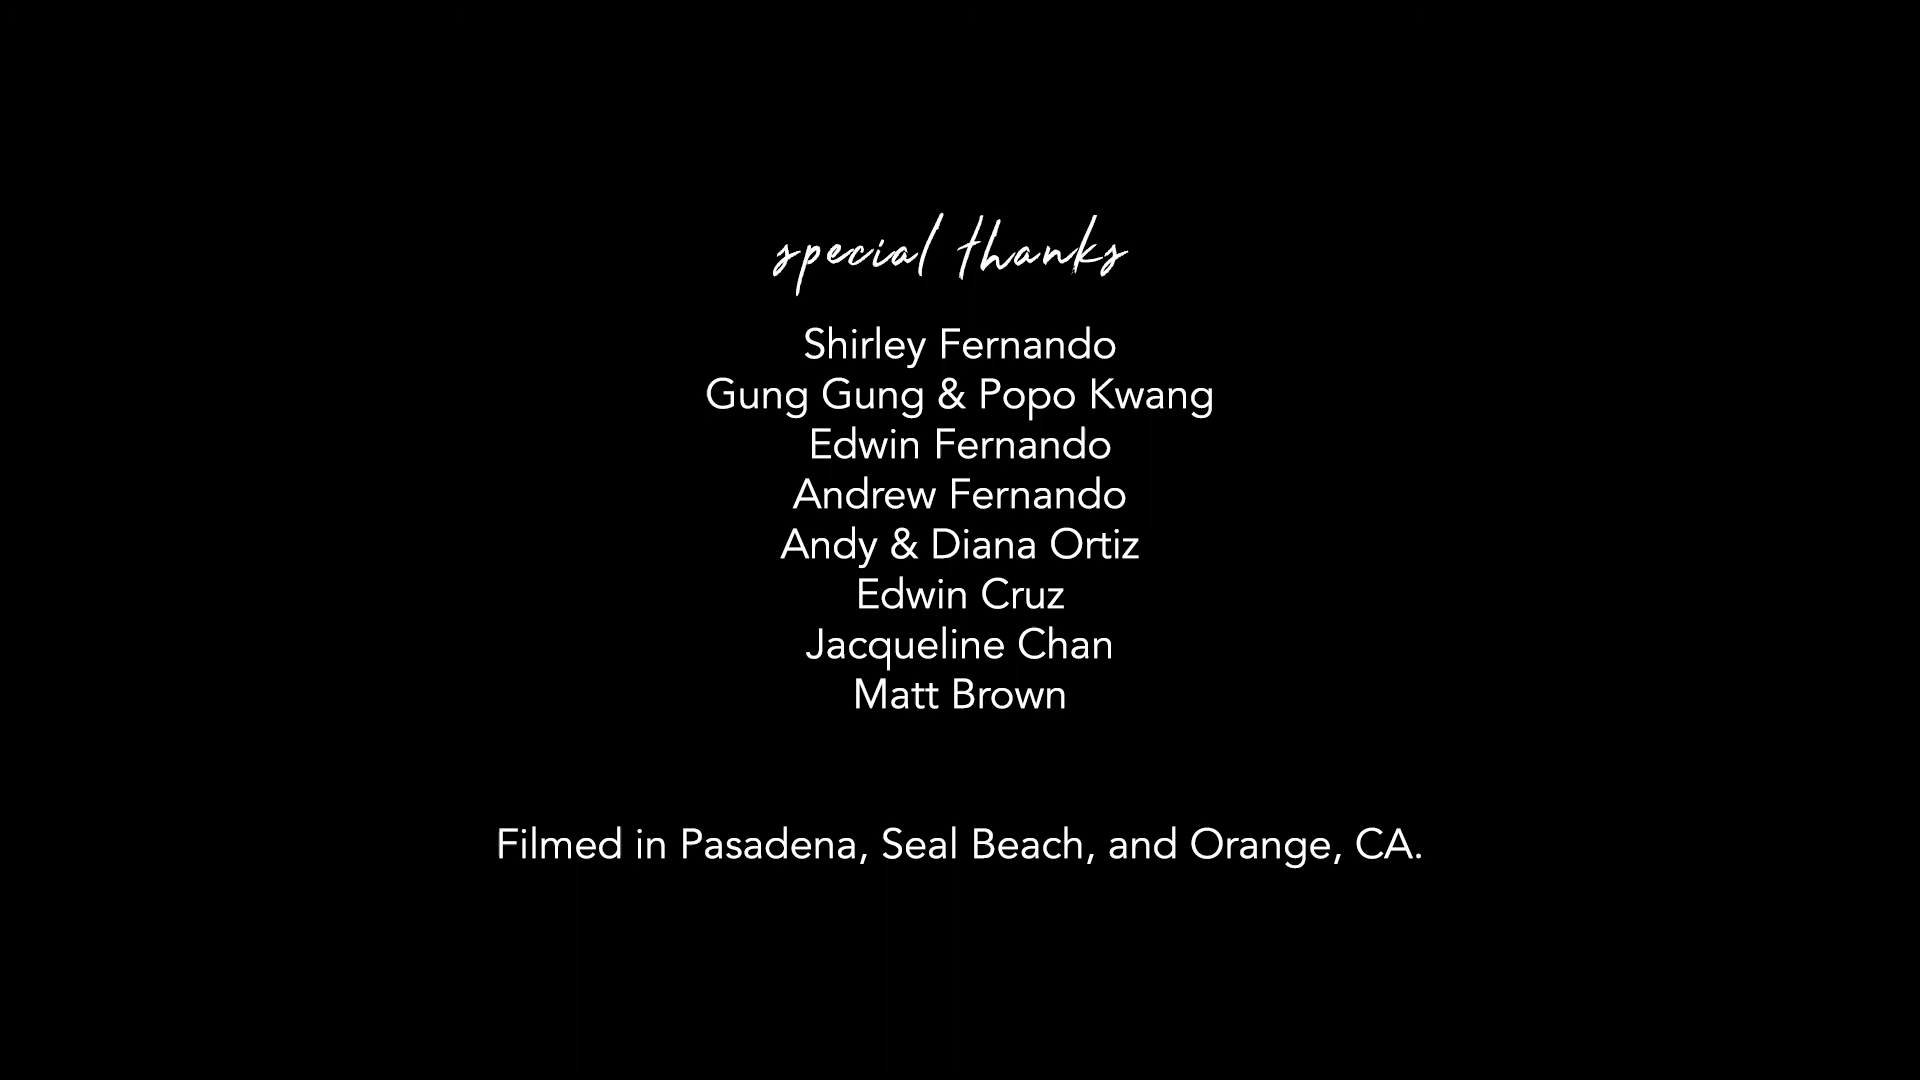 special thanks
Shirley Fernando
Gung Gung & Popo Kwang
Edwin Fernando
Andrew Fernando
Andy & Diana Ortiz
Edwin Cruz
Jacqueline Chan
Matt Brown
Filmed in Pasadena, Seal Beach, and Orange, CA.